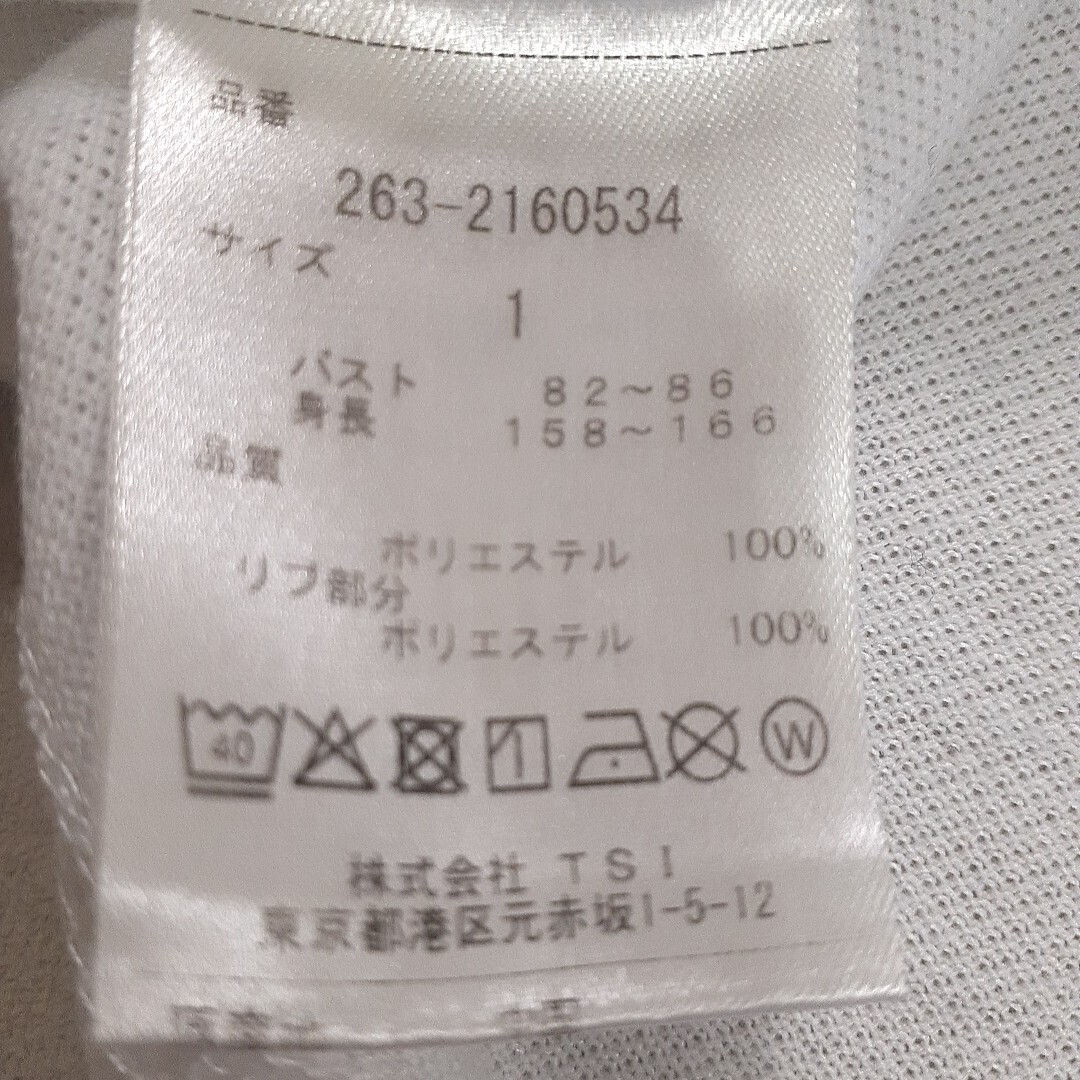 品番
263-2160534
サイズ
1
バスト 82～86
身長 158～166
品質
ポリエステル 100%
リブ部分
ポリエステル 100%
40
W
株式会社 TSI
東京都港区元赤坂1-5-12